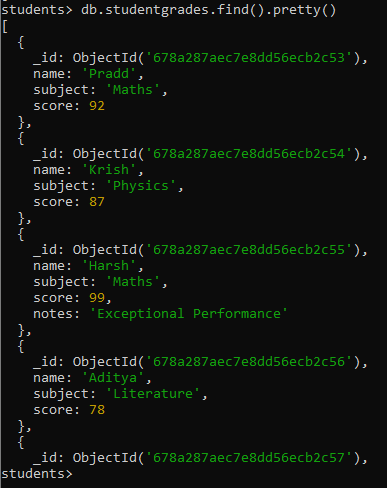 students> db.studentgrades.find().pretty()
[
  {
    _id: ObjectId('678a287aec7e8dd56ecb2c53'),
    name: 'Pradd',
    subject: 'Maths',
    score: 92
  },
  {
    _id: ObjectId('678a287aec7e8dd56ecb2c54'),
    name: 'Krish',
    subject: 'Physics',
    score: 87
  },
  {
    _id: ObjectId('678a287aec7e8dd56ecb2c55'),
    name: 'Harsh',
    subject: 'Maths',
    score: 99,
    notes: 'Exceptional Performance'
  },
  {
    _id: ObjectId('678a287aec7e8dd56ecb2c56'),
    name: 'Aditya',
    subject: 'Literature',
    score: 78
  },
  {
    _id: ObjectId('678a287aec7e8dd56ecb2c57'),
students>